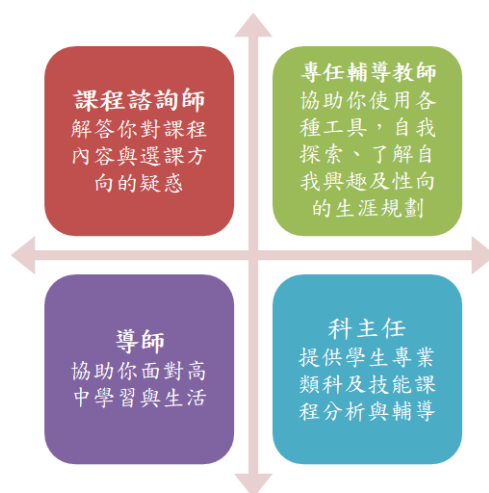 課程諮詢師
解答你對課程
內容與選課方
向的疑惑
專任輔導教師
協助你使用各
種工具，自我
探索、了解自
我興趣及性向
的生涯規劃
導師
協助你面對高
中學習與生活
科主任
提供學生專業
類科及技能課
程分析與輔導